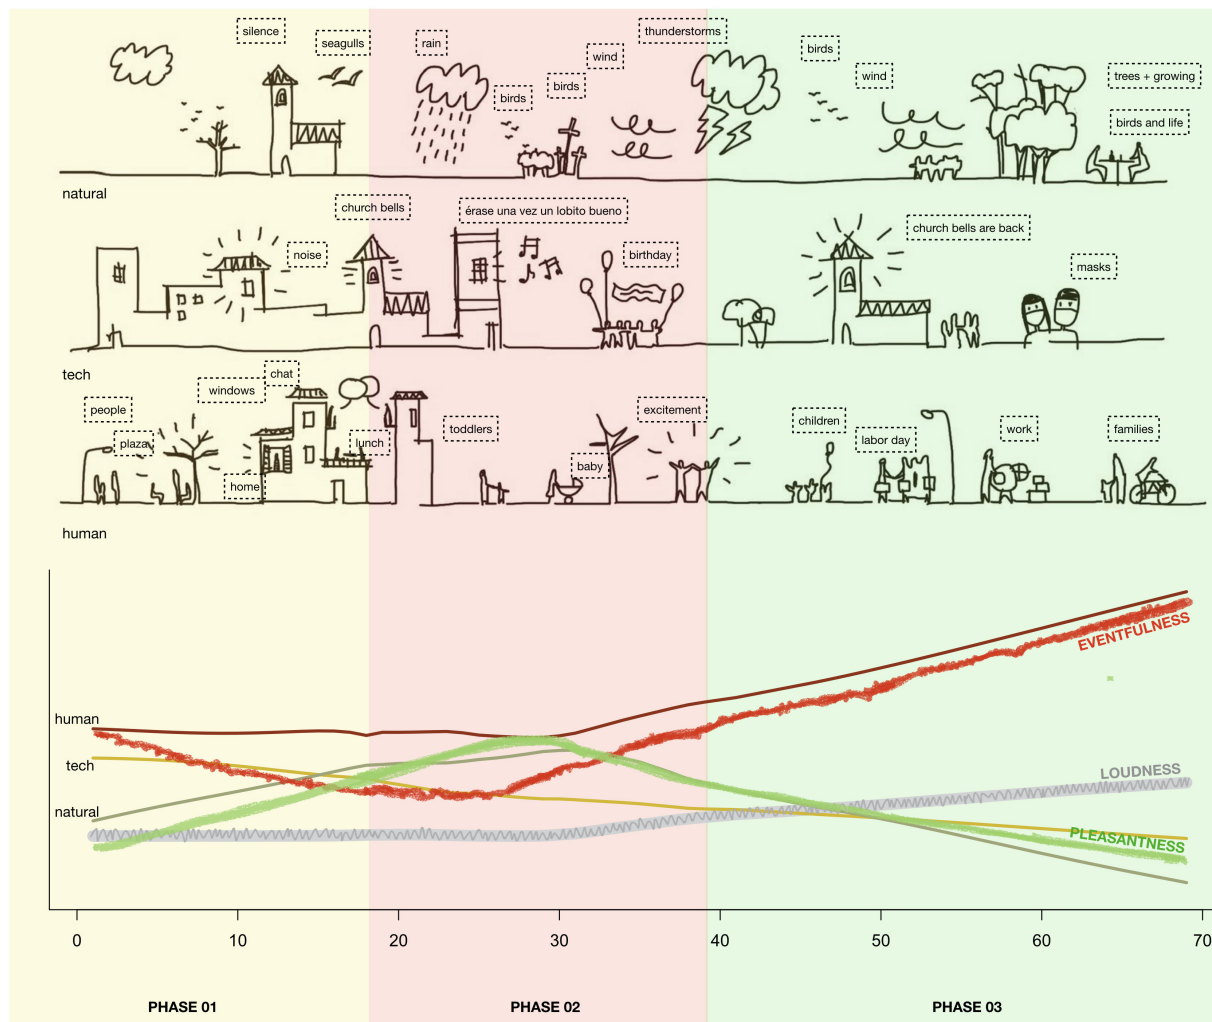 silence
seagulls
rain
birds
birds
wind
thunderstorms
birds
wind
trees + growing
birds and life
natural
noise
church bells
érase una vez un lobito bueno
birthday
church bells are back
masks
tech
people
plaza
windows
chat
home
lunch
toddlers
baby
excitement
children
labor day
work
families
human
human
tech
natural
EVENTFULNESS
LOUDNESS
PLEASANTNESS
0 10 20 30 40 50 60 70
PHASE 01 PHASE 02 PHASE 03